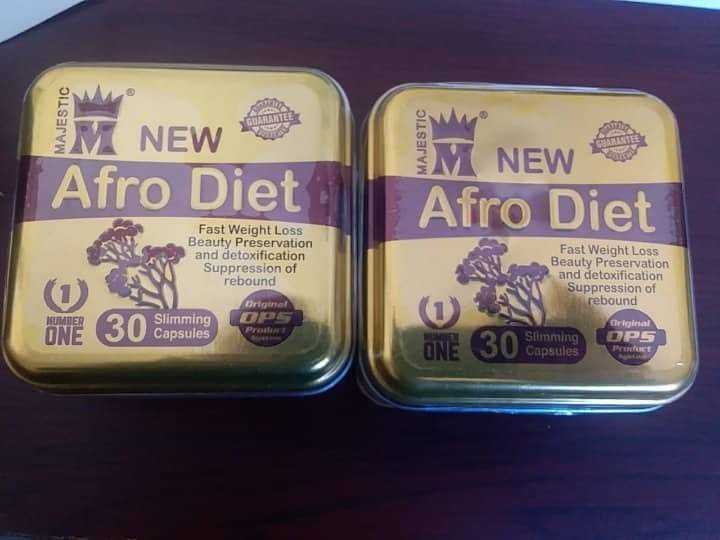 MAJESTIC
M
®
NEW
GUARANTEE
Afro Diet
Fast Weight Loss
Beauty Preservation
and detoxification
Suppression of
rebound
1
NUMBER
ONE
30 Slimming
Capsules
Original
OPS
Product
System
MAJESTIC
M
®
NEW
GUARANTEE
Afro Diet
Fast Weight Loss
Beauty Preservation
and detoxification
Suppression of
rebound
1
NUMBER
ONE
30 Slimming
Capsules
Original
OPS
Product
System